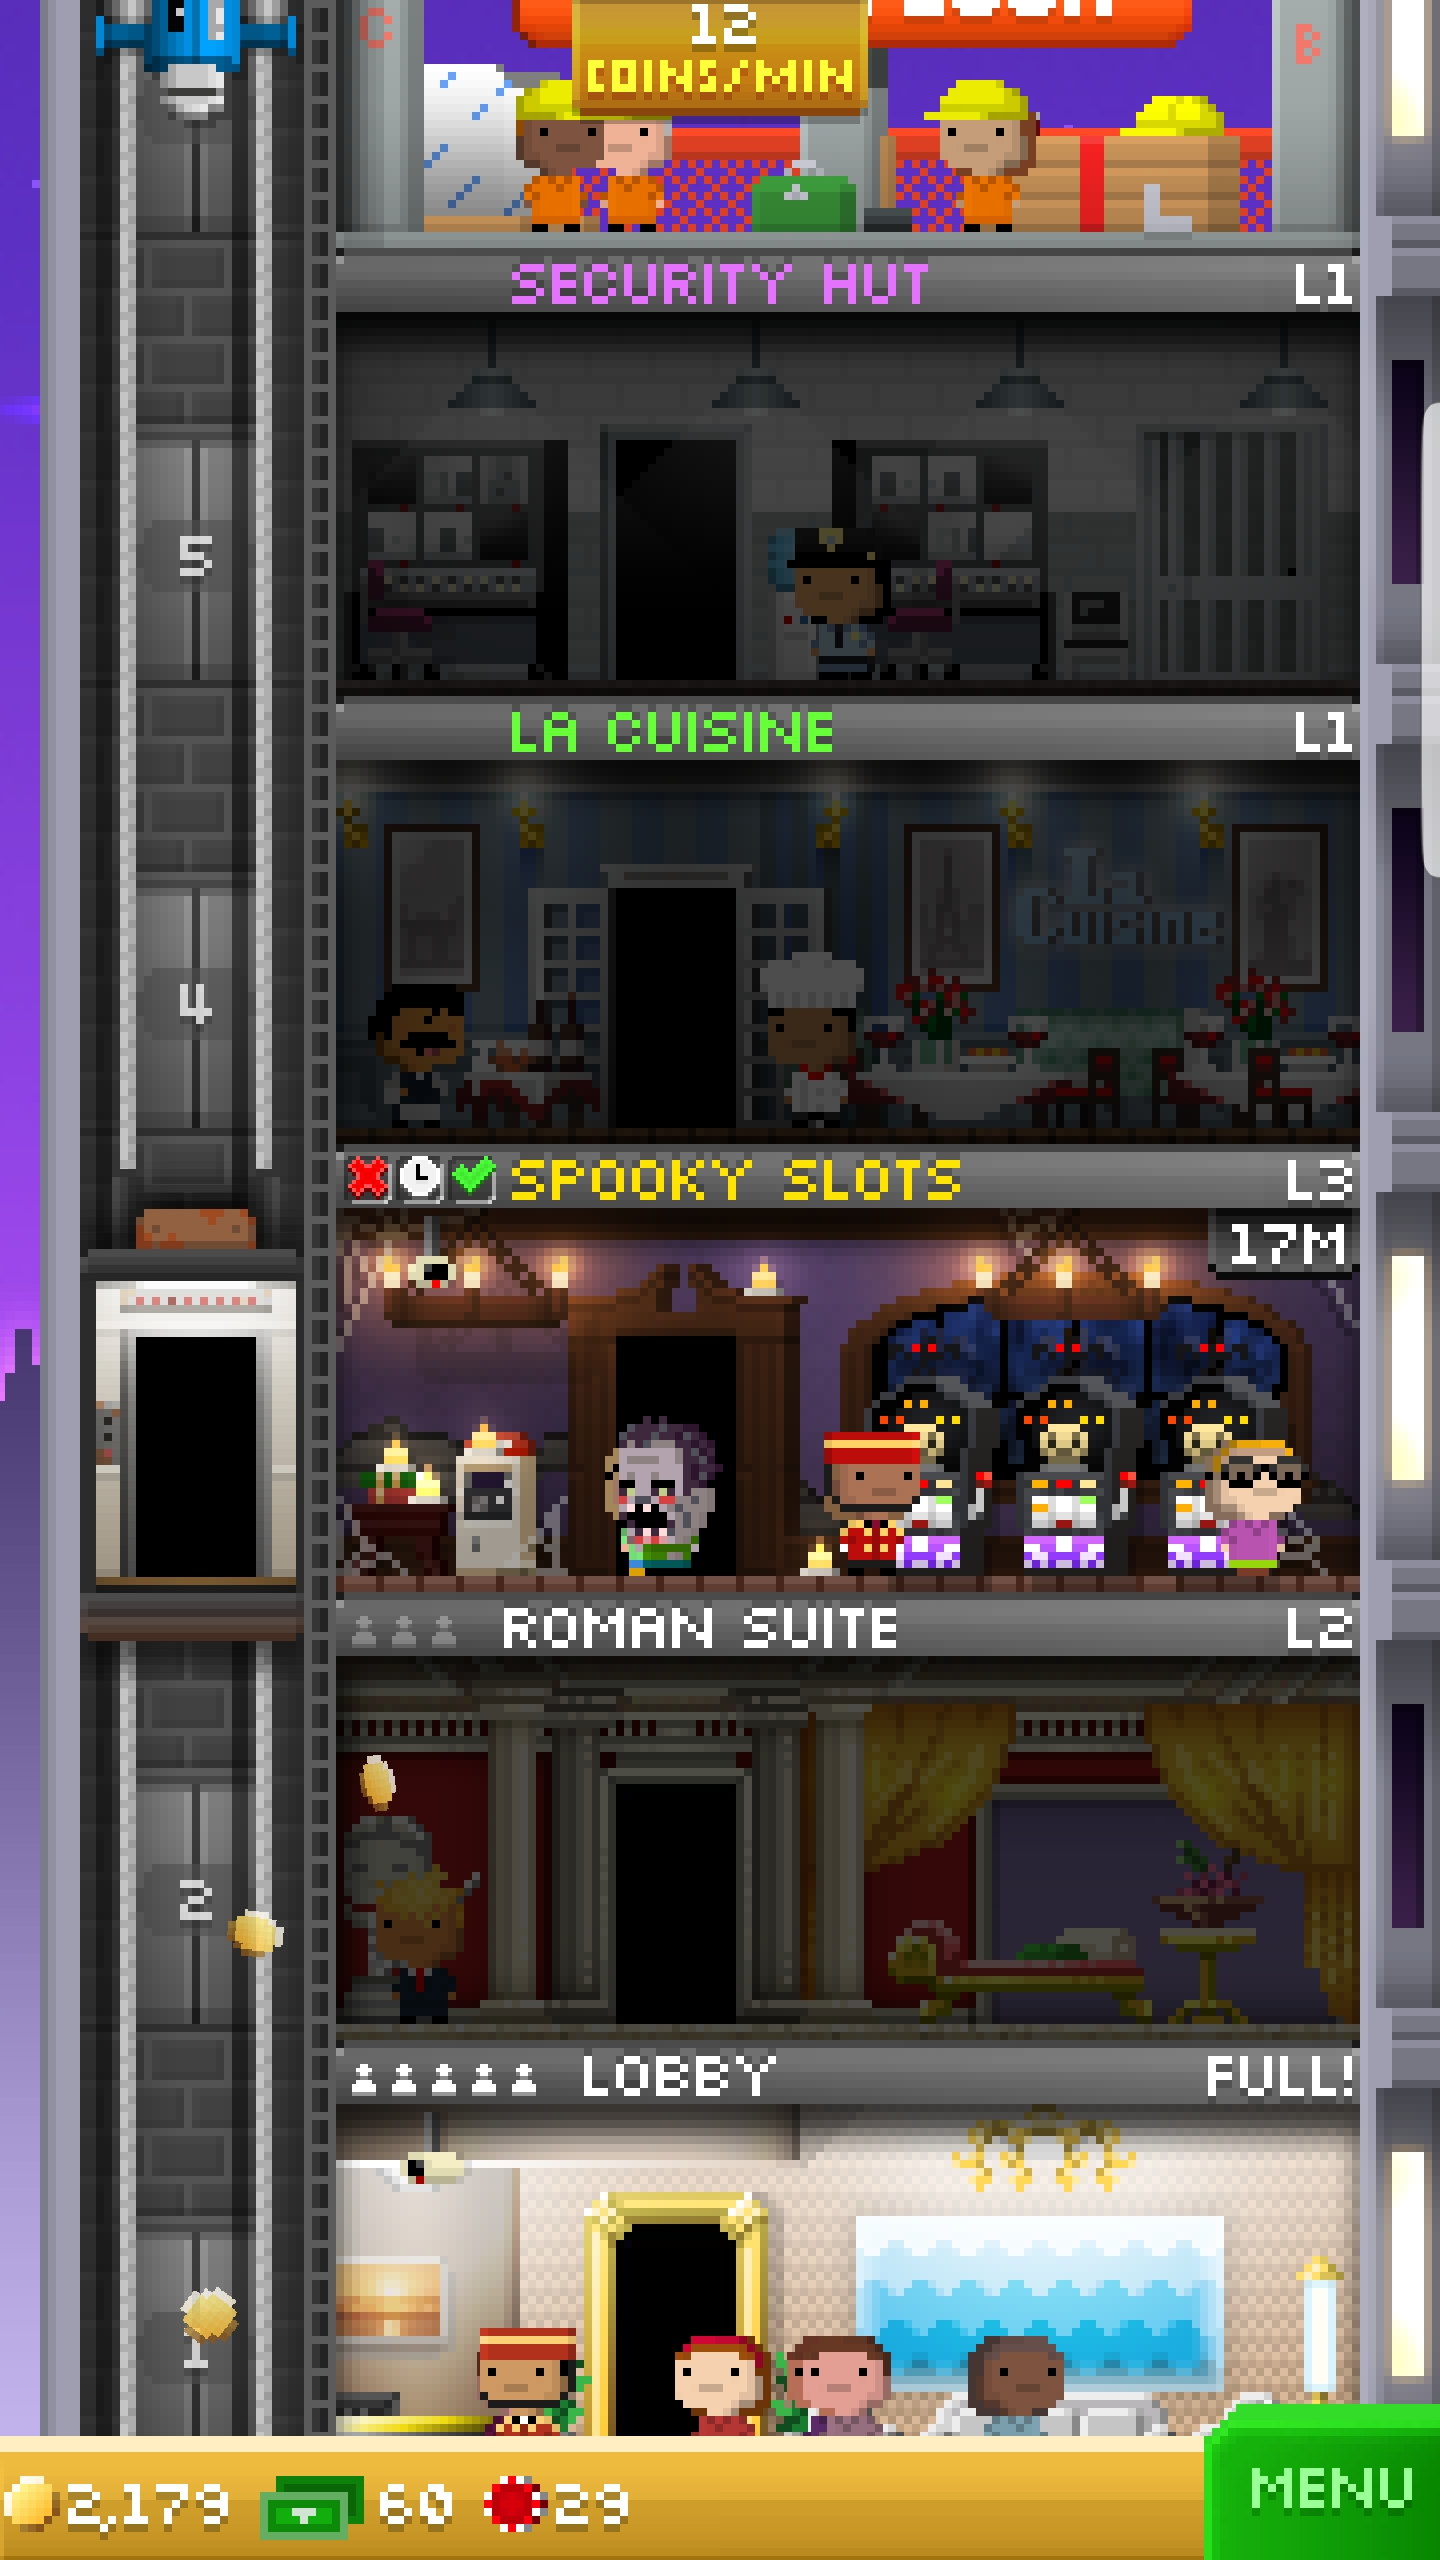 C
12
B
COINS/MIN
SECURITY HUT L1
5
LA CUISINE L1
La
Cuisine
4
SPOOKY SLOTS L3
17M
ROMAN SUITE L2
2
LOBBY FULL!
1
2,179 60 29 MENU